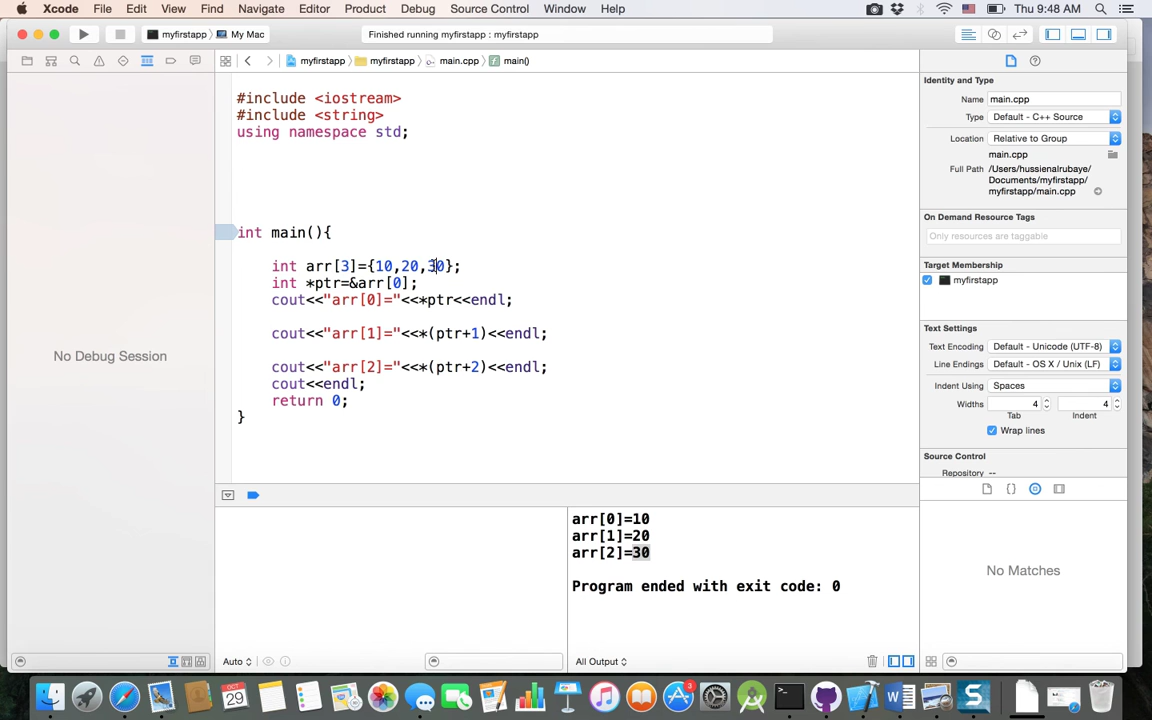 Xcode File Edit View Find Navigate Editor Product Debug Source Control Window Help Thu 9:48 AM
myfirstapp My Mac Finished running myfirstapp : myfirstapp
myfirstapp myfirstapp main.cpp main()
#include <iostream>
#include <string>
using namespace std;
int main(){
int arr[3]={10,20,30};
int *ptr=&arr[0];
cout<<"arr[0]="<<*ptr<<endl;
cout<<"arr[1]="<<*(ptr+1)<<endl;
cout<<"arr[2]="<<*(ptr+2)<<endl;
cout<<endl;
return 0;
}
No Debug Session
Auto
arr[0]=10
arr[1]=20
arr[2]=30
Program ended with exit code: 0
All Output
Identity and Type
Name main.cpp
Type Default - C++ Source
Location Relative to Group
main.cpp
Full Path /Users/hussienalrubaye/
Documents/myfirstapp/
myfirstapp/main.cpp
On Demand Resource Tags
Only resources are taggable
Target Membership
myfirstapp
Text Settings
Text Encoding Default - Unicode (UTF-8)
Line Endings Default - OS X / Unix (LF)
Indent Using Spaces
Widths 4 4
Tab Indent
Wrap lines
Source Control
Repository --
No Matches
OCT
29
3
W
S